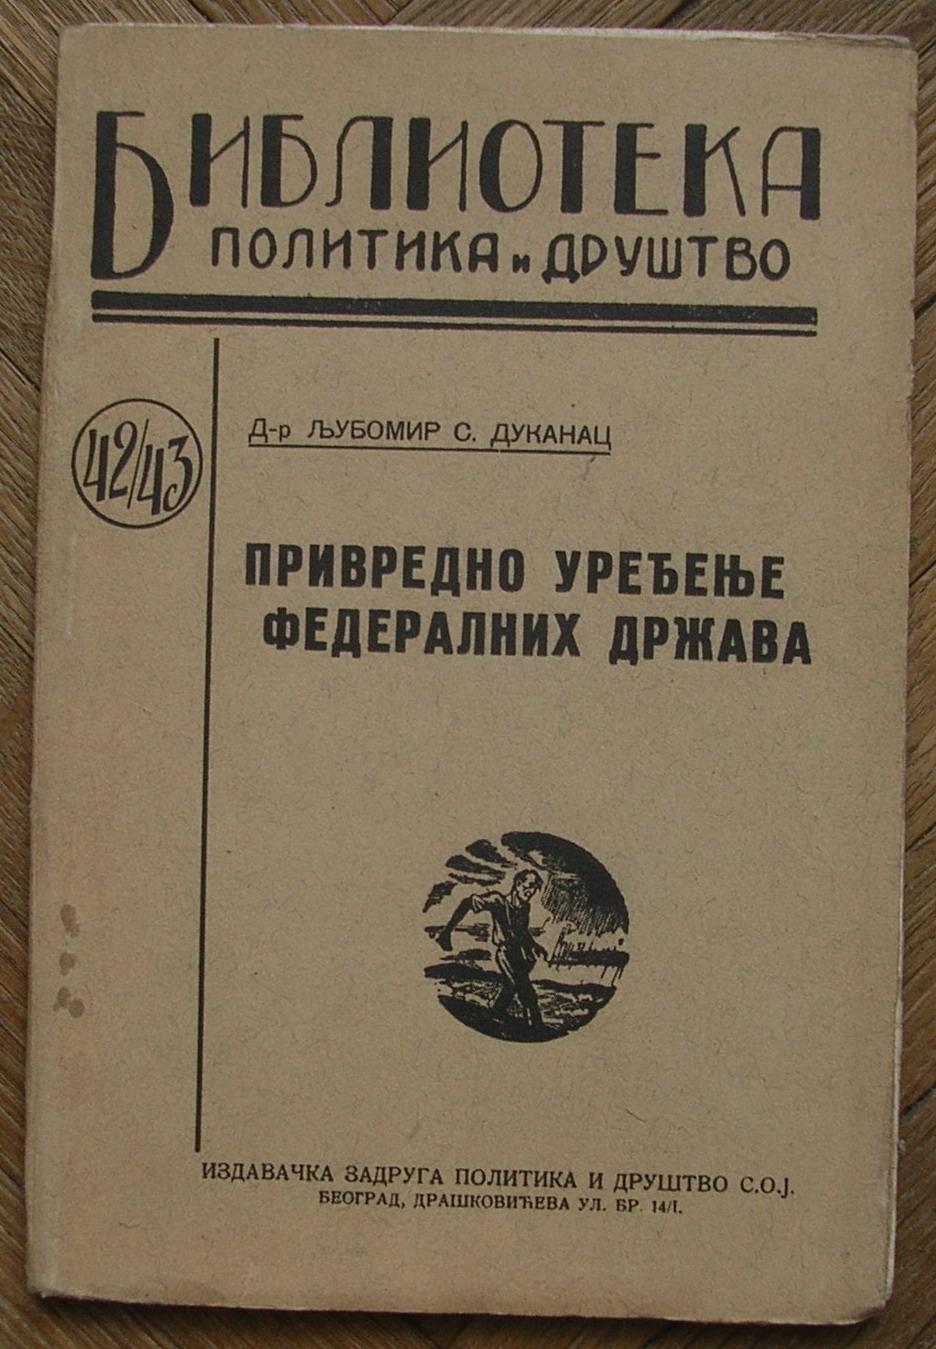 БИБЛИОТЕКА
ПОЛИТИКА и ДРУШТВО
42/43
Д-р ЉУБОМИР С. ДУКАНАЦ
ПРИВРЕДНО УРЕЂЕЊЕ
ФЕДЕРАЛНИХ ДРЖАВА
ИЗДАВАЧКА ЗАДРУГА ПОЛИТИКА И ДРУШТВО С.О.Ј.
БЕОГРАД, ДРАШКОВИЋЕВА УЛ. БР. 14/I.